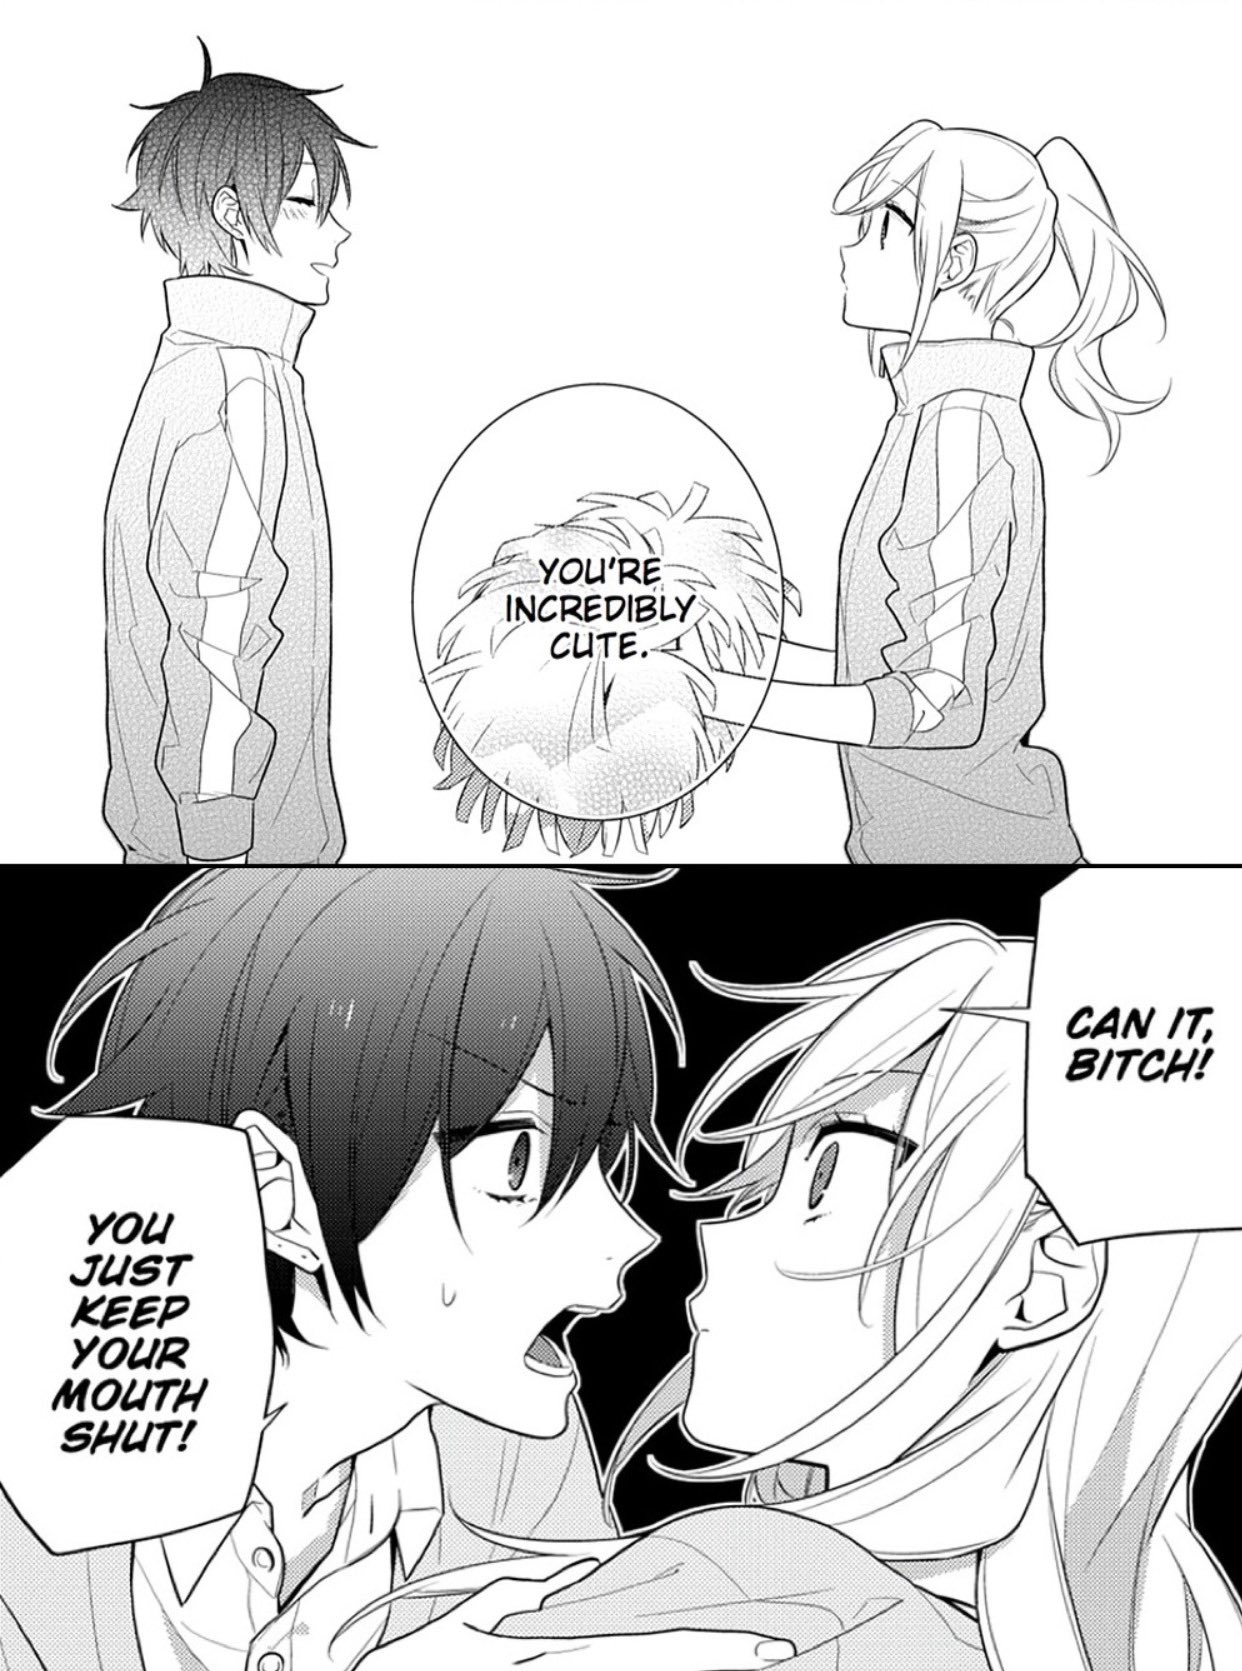 YOU'RE
INCREDIBLY
CUTE.
CAN IT,
BITCH!
YOU
JUST
KEEP
YOUR
MOUTH
SHUT!